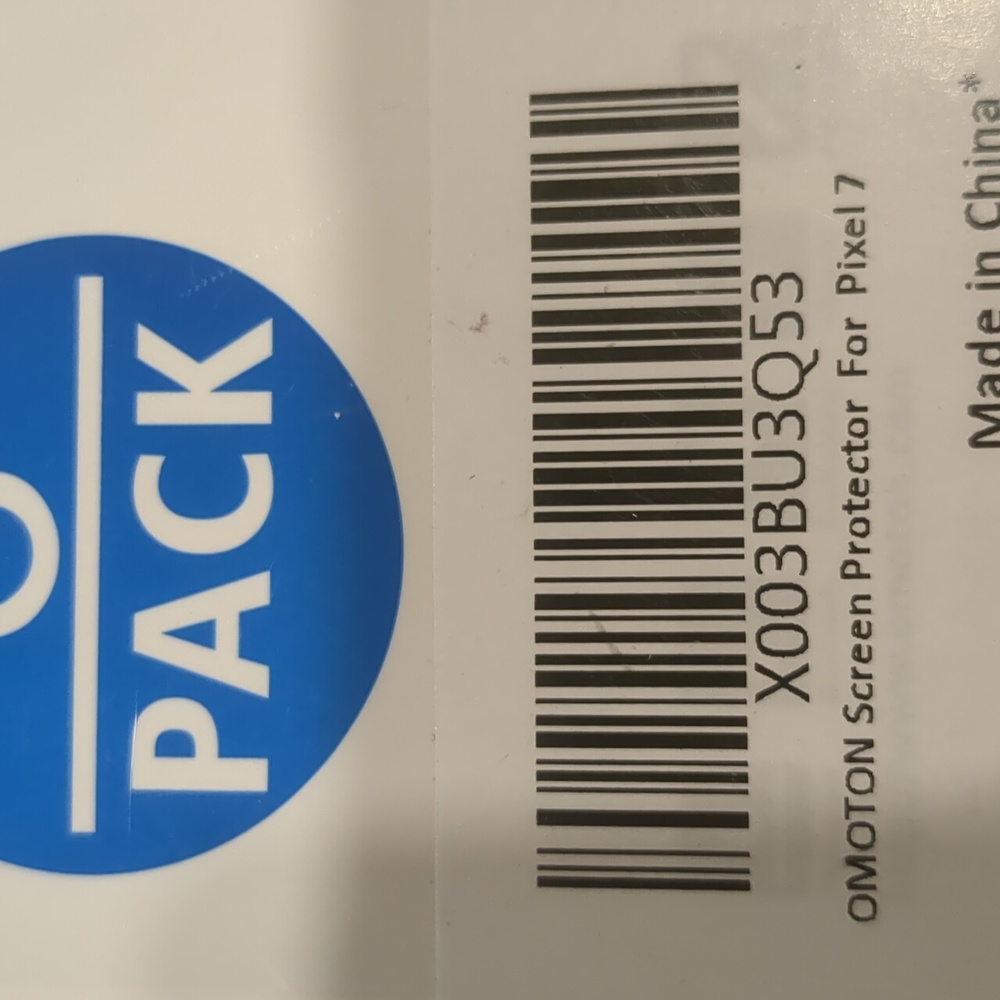 PACK
X003BU3Q53
OMOTON Screen Protector For Pixel 7
Made in China*